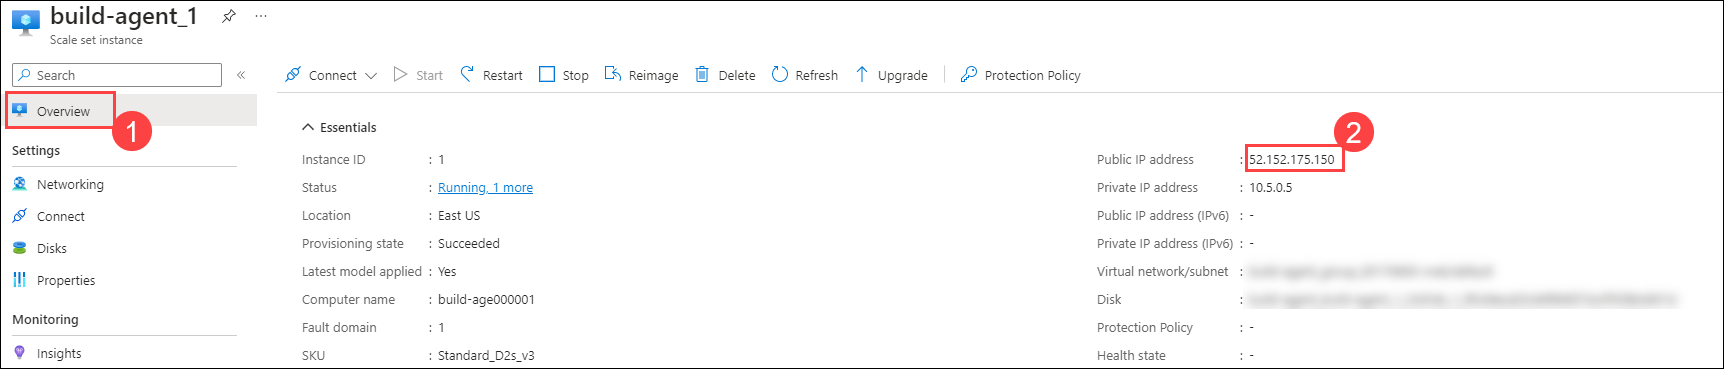 build-agent_1 ...
Scale set instance
Search «
Connect Start Restart Stop Reimage Delete Refresh Upgrade Protection Policy
Overview
1
Settings
Networking
Connect
Disks
Properties
Monitoring
Insights
Essentials
Instance ID : 1
Status : Running, 1 more
Location : East US
Provisioning state : Succeeded
Latest model applied : Yes
Computer name : build-age000001
Fault domain : 1
SKU : Standard_D2s_v3
2
Public IP address : 52.152.175.150
Private IP address : 10.5.0.5
Public IP address (IPv6) : -
Private IP address (IPv6) : -
Virtual network/subnet :
Disk :
Protection Policy : -
Health state : -